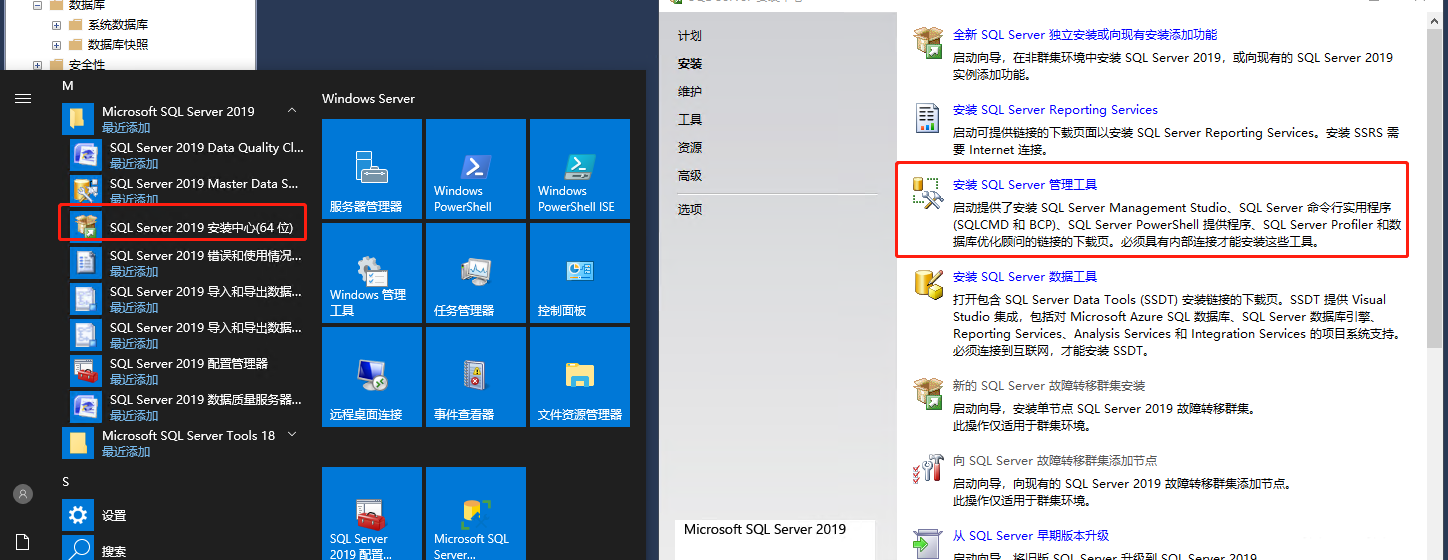 数据库
系统数据库
数据库快照
安全性
M
Microsoft SQL Server 2019
最近添加
SQL Server 2019 Data Quality Cl...
最近添加
SQL Server 2019 Master Data S...
最近添加
SQL Server 2019 安装中心(64 位)
SQL Server 2019 错误和使用情况...
最近添加
SQL Server 2019 导入和导出数据...
最近添加
SQL Server 2019 导入和导出数据...
最近添加
SQL Server 2019 配置管理器
最近添加
SQL Server 2019 数据质量服务器...
最近添加
Microsoft SQL Server Tools 18
最近添加
S
设置
搜索
Windows Server
服务器管理器
Windows
PowerShell
Windows
PowerShell ISE
Windows 管理
工具
任务管理器
控制面板
远程桌面连接
事件查看器
文件资源管理器
SQL Server
2019 配置...
Microsoft SQL
Server...
SQL Server 安装中心
计划
安装
维护
工具
资源
高级
选项
Microsoft SQL Server 2019
全新 SQL Server 独立安装或向现有安装添加功能
启动向导，在非群集环境中安装 SQL Server 2019，或向现有的 SQL Server 2019
实例添加功能。
安装 SQL Server Reporting Services
启动可提供链接的下载页面以安装 SQL Server Reporting Services。安装 SSRS 需
要 Internet 连接。
安装 SQL Server 管理工具
启动提供了安装 SQL Server Management Studio、SQL Server 命令行实用程序
(SQLCMD 和 BCP)、SQL Server PowerShell 提供程序、SQL Server Profiler 和数
据库优化顾问的链接的下载页。必须具有内部连接才能安装这些工具。
安装 SQL Server 数据工具
打开包含 SQL Server Data Tools (SSDT) 安装链接的下载页。SSDT 提供 Visual
Studio 集成，包括对 Microsoft Azure SQL 数据库、SQL Server 数据库引擎、
Reporting Services、Analysis Services 和 Integration Services 的项目系统支持。
必须连接到互联网，才能安装 SSDT。
新的 SQL Server 故障转移群集安装
启动向导，安装单节点 SQL Server 2019 故障转移群集。
此操作仅适用于群集环境。
向 SQL Server 故障转移群集添加节点
启动向导，向现有的 SQL Server 2019 故障转移群集添加节点。
此操作仅适用于群集环境。
从 SQL Server 早期版本升级
启动向导，将旧版 SQL Server 升级到 SQL Server 2019